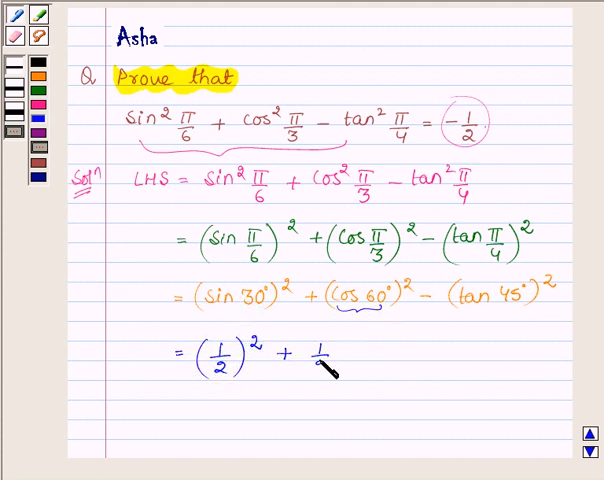 Asha
Q Prove that
sin² π/6 + cos² π/3 - tan² π/4 = -1/2
Solⁿ LHS = sin² π/6 + cos² π/3 - tan² π/4
= (sin π/6)² + (cos π/3)² - (tan π/4)²
= (sin 30°)² + (cos 60°)² - (tan 45°)²
= (1/2)² + 1